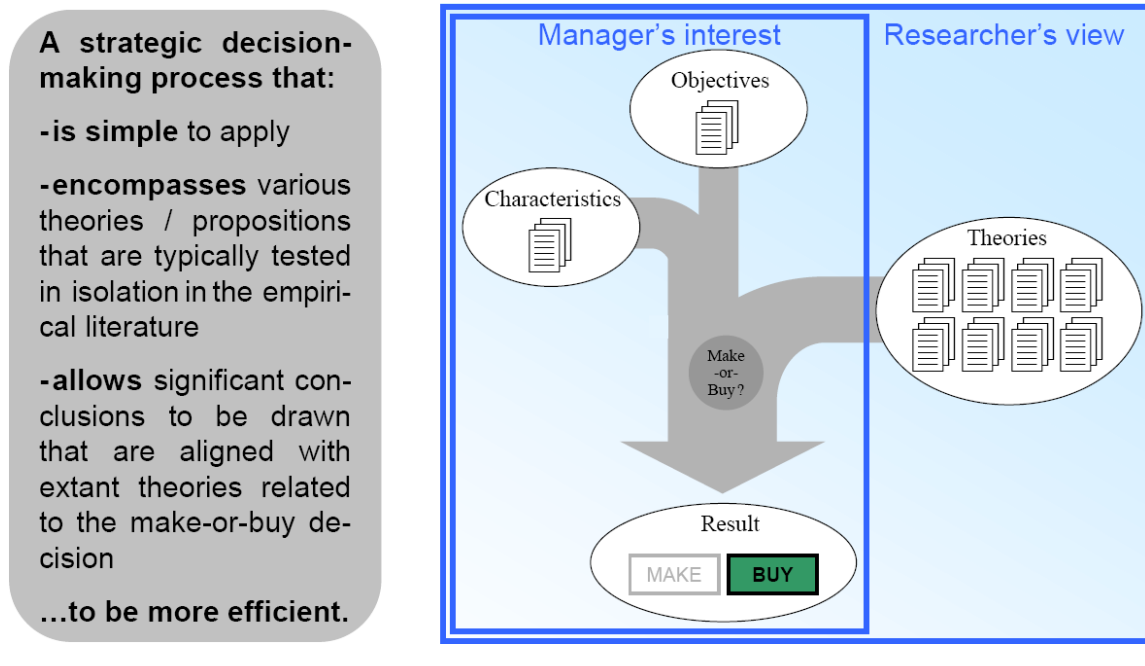 A strategic decision-
making process that:
-is simple to apply
-encompasses various
theories / propositions
that are typically tested
in isolation in the empiri-
cal literature
-allows significant con-
clusions to be drawn
that are aligned with
extant theories related
to the make-or-buy de-
cision
...to be more efficient.
Manager's interest
Researcher's view
Objectives
Characteristics
Theories
Make
-or-
Buy?
Result
MAKE
BUY